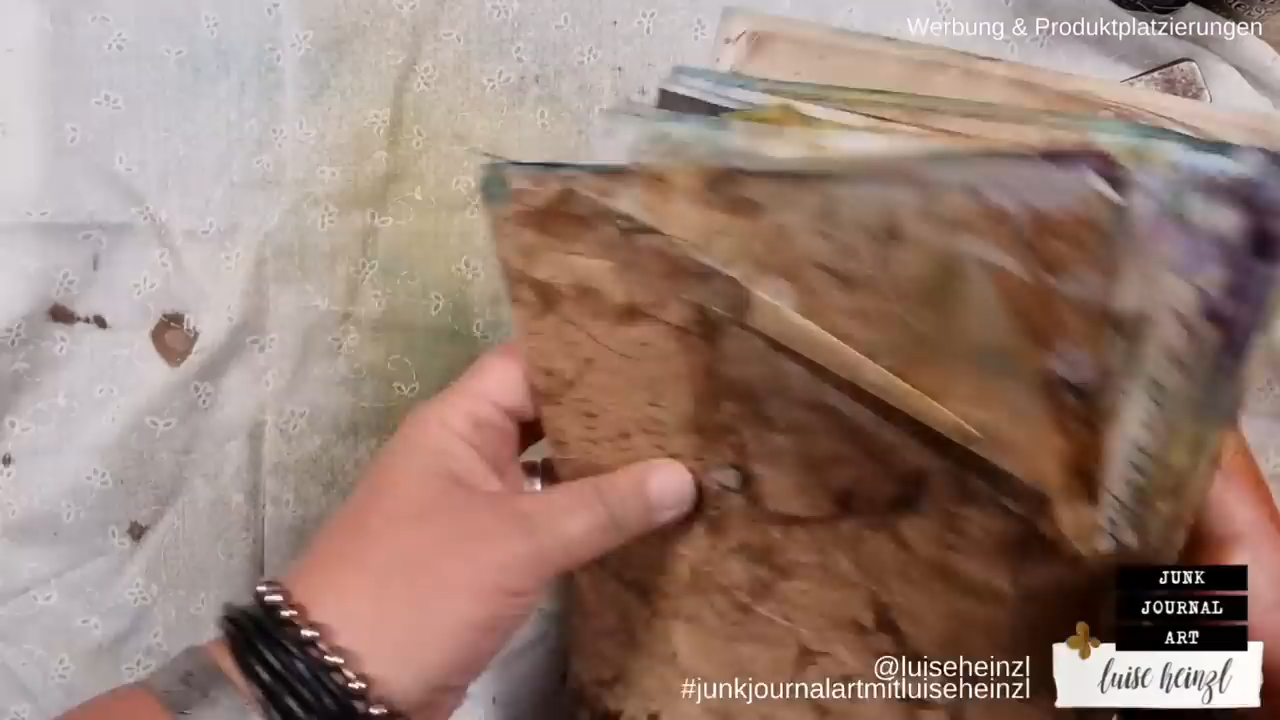 Werbung & Produktplatzierungen
JUNK
JOURNAL
ART
@luiseheinzl
#junkjournalartmitluiseheinzl
luise heinzl